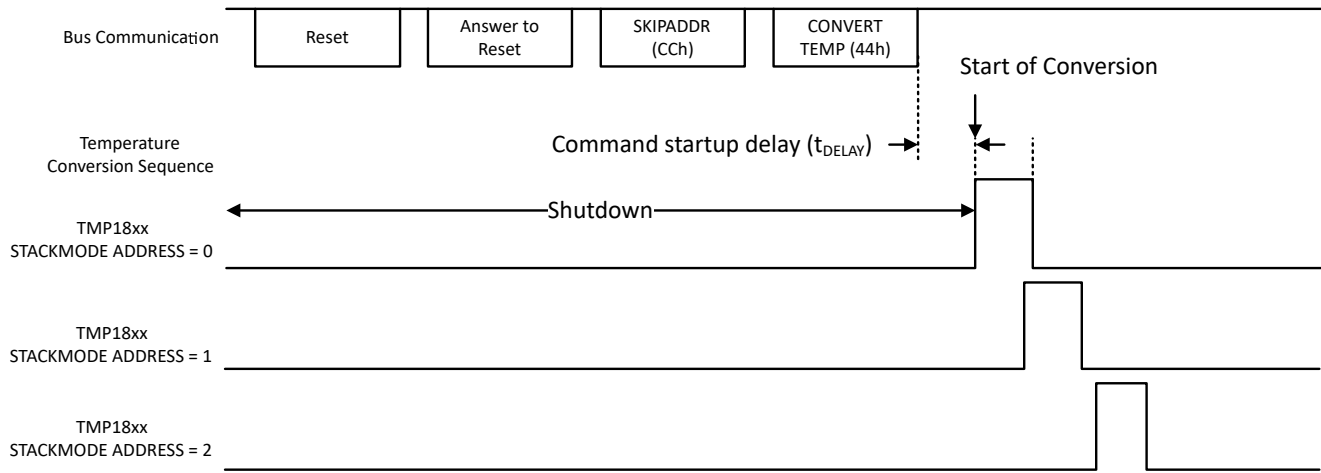 Bus Communication
Reset
Answer to
Reset
SKIPADDR
(CCh)
CONVERT
TEMP (44h)
Start of Conversion
Command startup delay (tDELAY)
Temperature
Conversion Sequence
Shutdown
TMP18xx
STACKMODE ADDRESS = 0
TMP18xx
STACKMODE ADDRESS = 1
TMP18xx
STACKMODE ADDRESS = 2